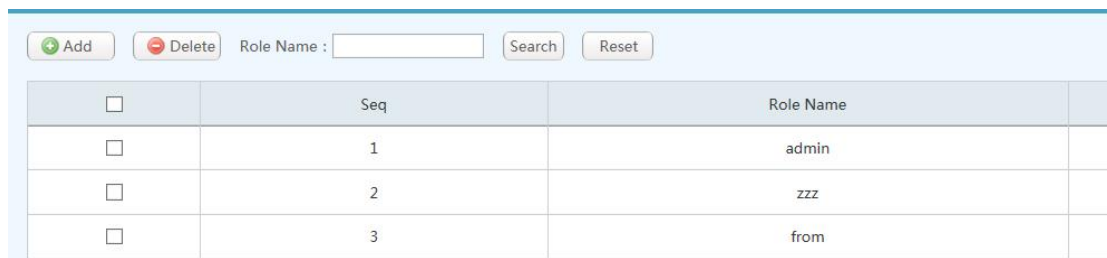 Add Delete Role Name : Search Reset
Seq Role Name
1 admin
2 zzz
3 from